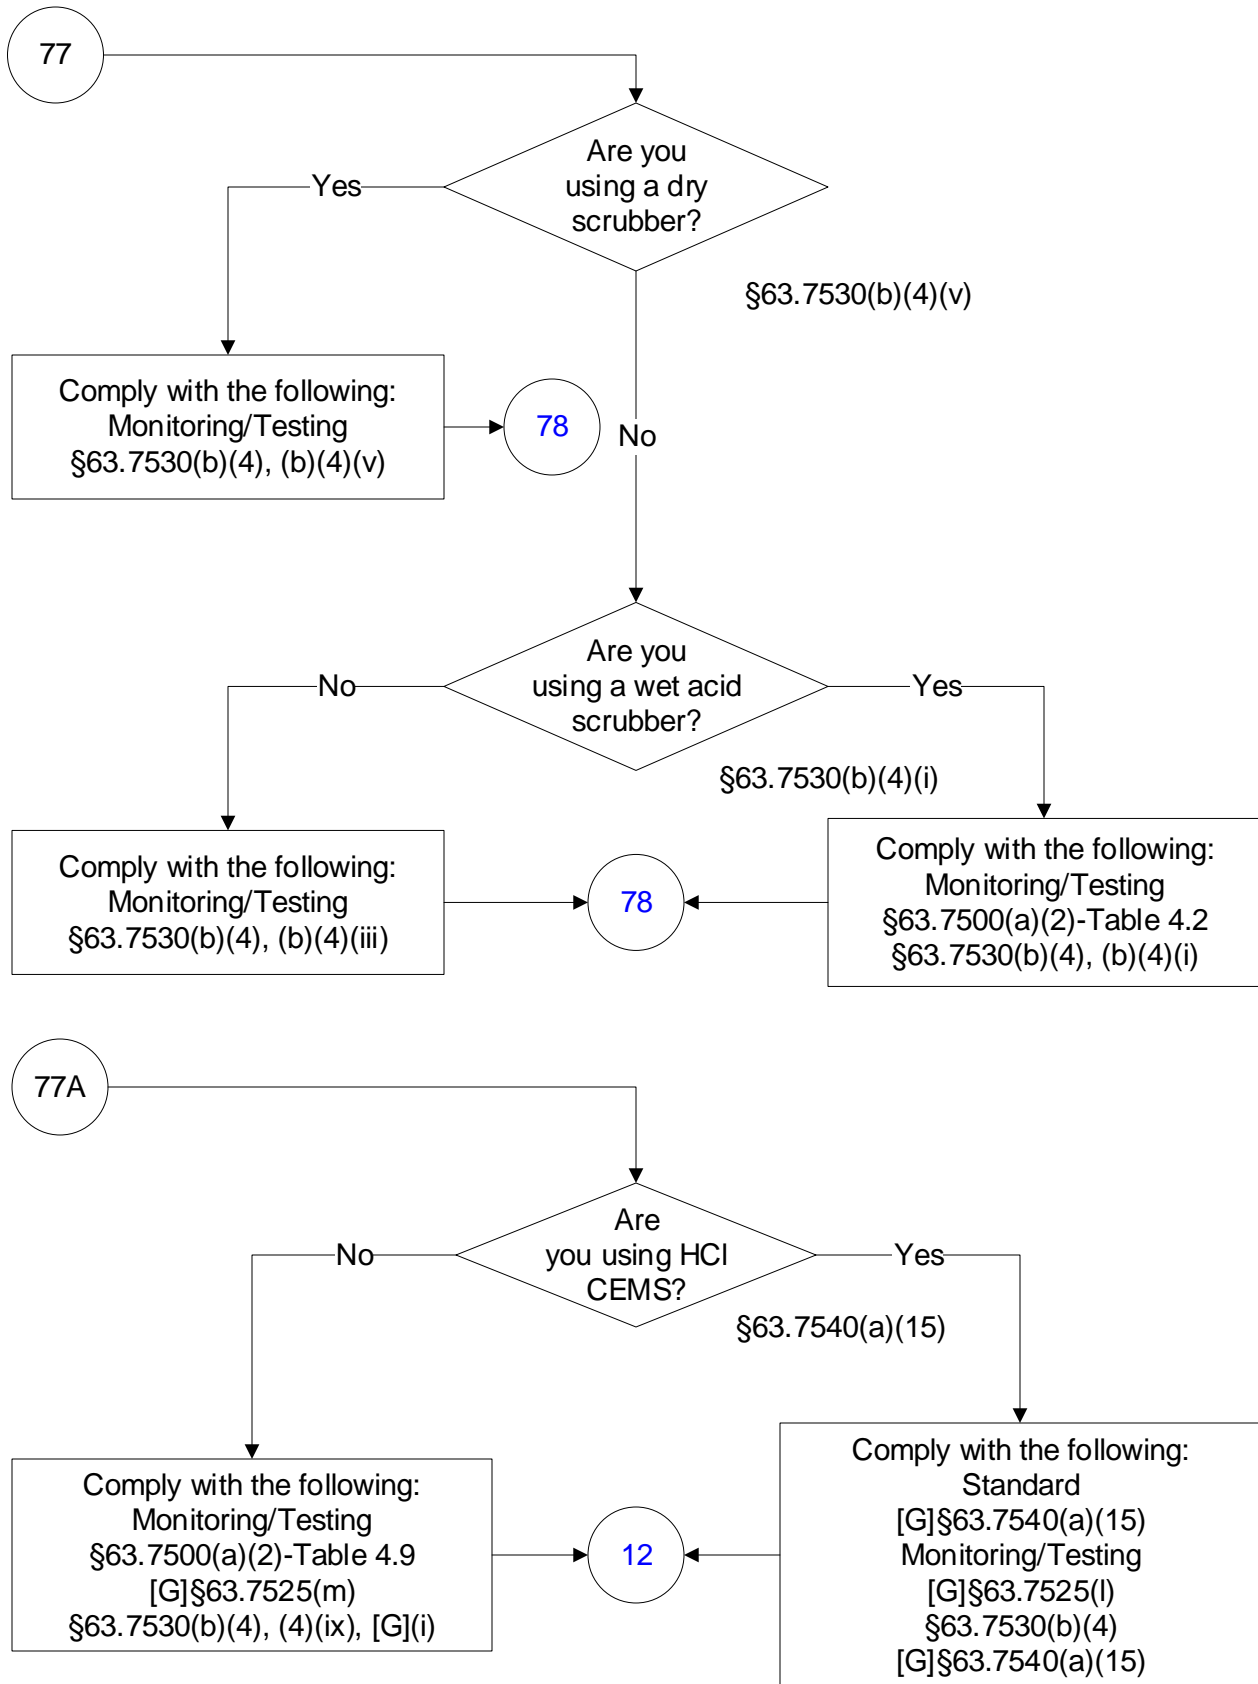 77
Are you
using a dry
scrubber?
Yes
§63.7530(b)(4)(v)
Comply with the following:
Monitoring/Testing
§63.7530(b)(4), (b)(4)(v)
78
No
Are you
using a wet acid
scrubber?
No
Yes
§63.7530(b)(4)(i)
Comply with the following:
Monitoring/Testing
§63.7530(b)(4), (b)(4)(iii)
78
Comply with the following:
Monitoring/Testing
§63.7500(a)(2)-Table 4.2
§63.7530(b)(4), (b)(4)(i)
77A
Are
you using HCl
CEMS?
No
Yes
§63.7540(a)(15)
Comply with the following:
Monitoring/Testing
§63.7500(a)(2)-Table 4.9
[G]§63.7525(m)
§63.7530(b)(4), (4)(ix), [G](i)
12
Comply with the following:
Standard
[G]§63.7540(a)(15)
Monitoring/Testing
[G]§63.7525(l)
§63.7530(b)(4)
[G]§63.7540(a)(15)